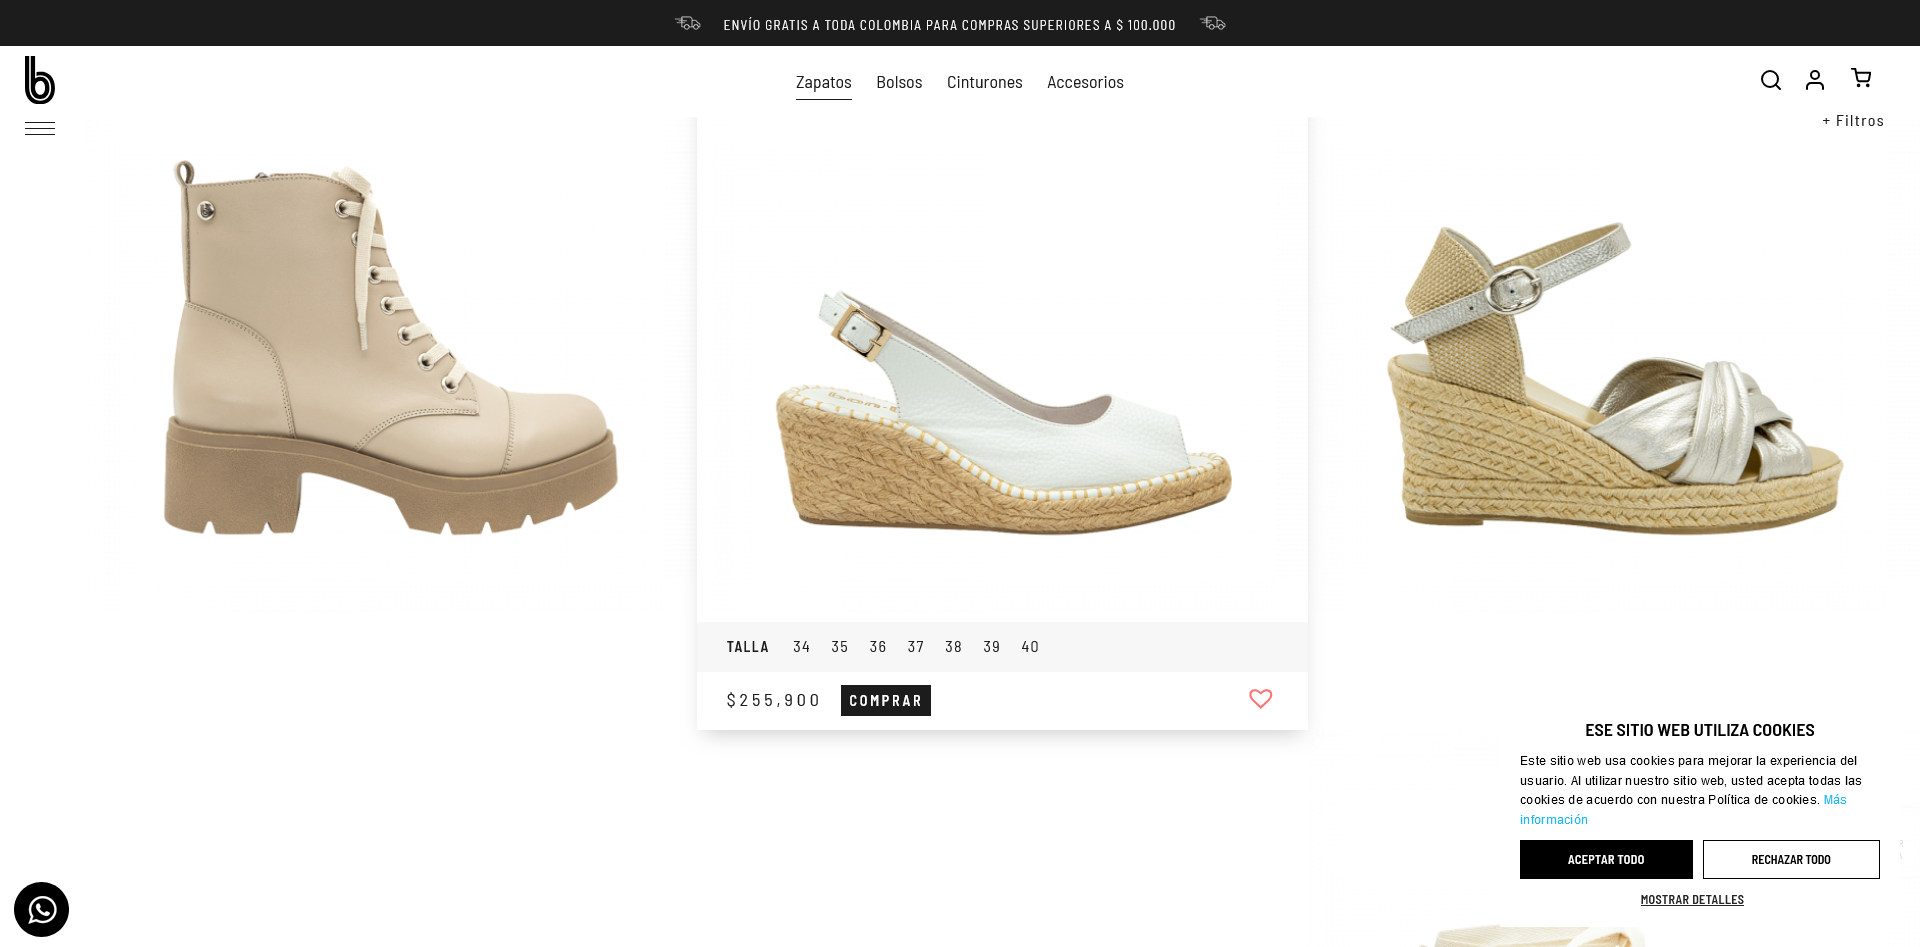 ENVÍO GRATIS A TODA COLOMBIA PARA COMPRAS SUPERIORES A $ 100.000
b
Zapatos Bolsos Cinturones Accesorios
+ Filtros
TALLA 34 35 36 37 38 39 40
$255,900 COMPRAR
ESE SITIO WEB UTILIZA COOKIES
Este sitio web usa cookies para mejorar la experiencia del
usuario. Al utilizar nuestro sitio web, usted acepta todas las
cookies de acuerdo con nuestra Política de cookies. Más
información
ACEPTAR TODO RECHAZAR TODO
MOSTRAR DETALLES